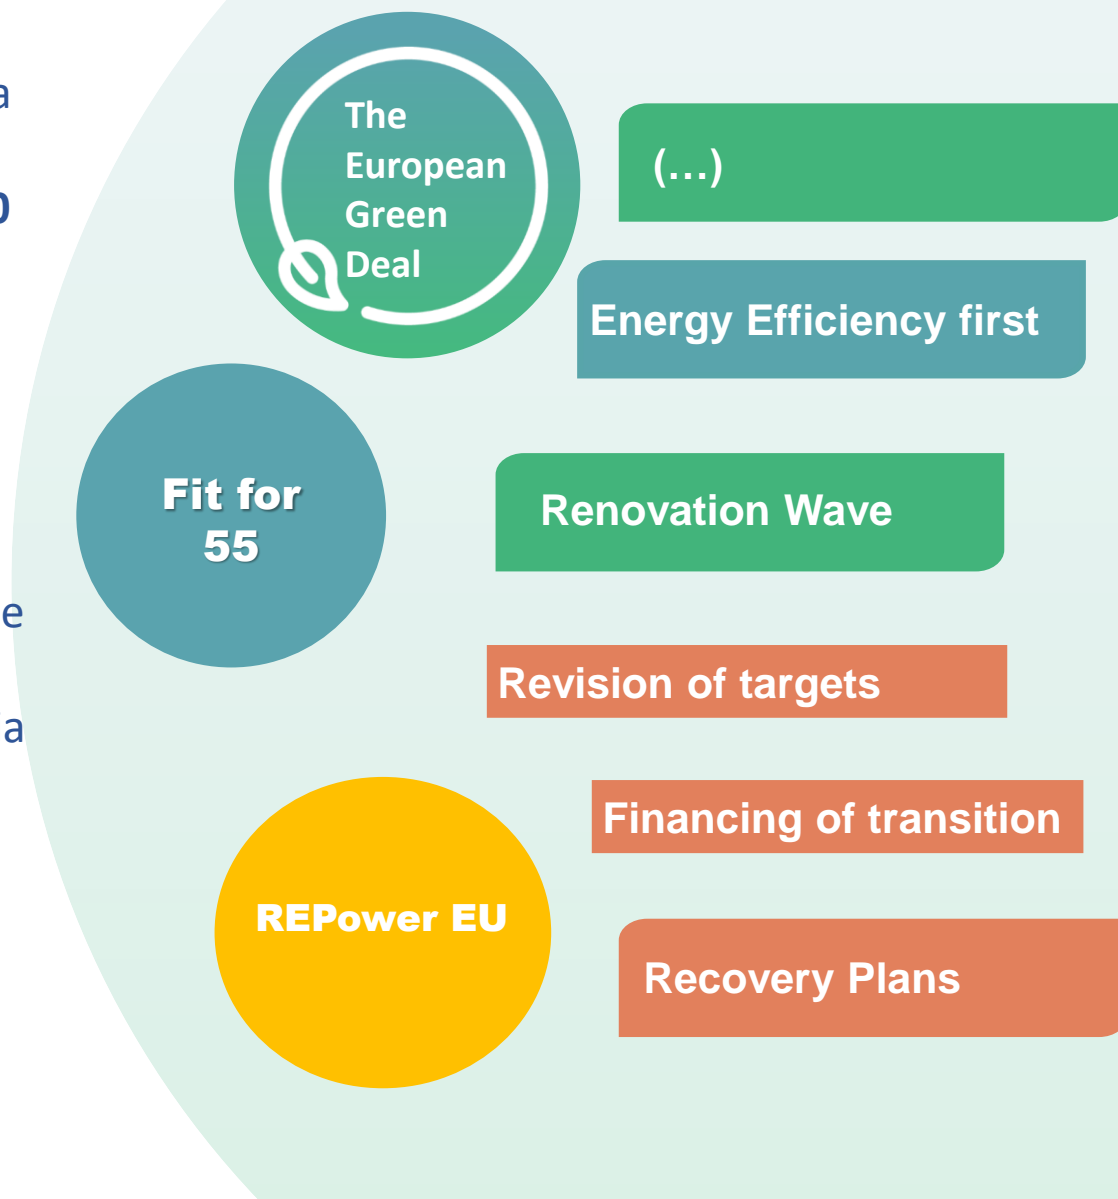 a
The
European
Green
Deal
(...)
Energy Efficiency first
Fit for
55
Renovation Wave
e
Revision of targets
a
Financing of transition
REPower EU
Recovery Plans